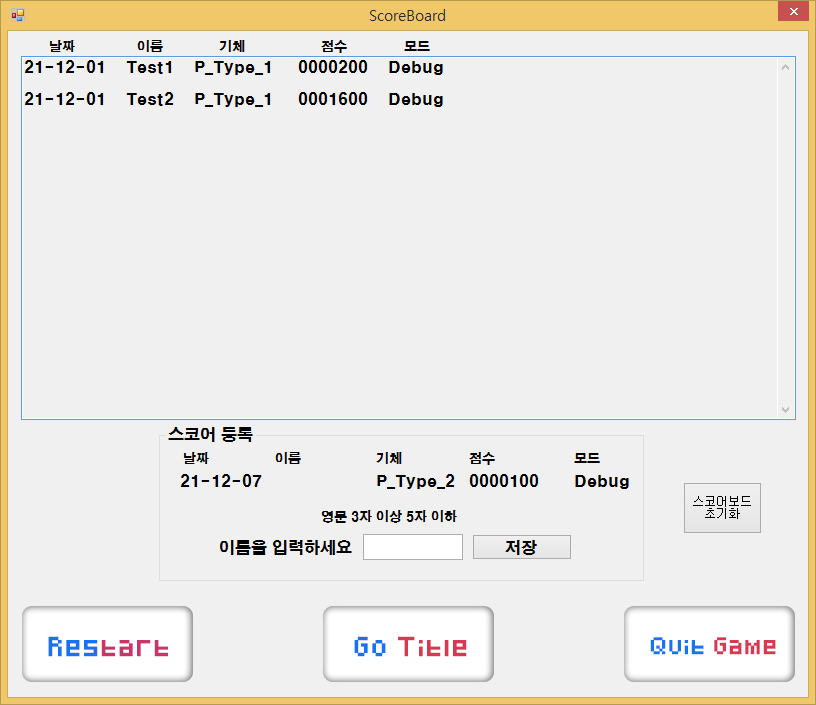 ScoreBoard
날짜 이름 기체 점수 모드
21-12-01 Test1 P_Type_1 0000200 Debug
21-12-01 Test2 P_Type_1 0001600 Debug
스코어 등록
날짜 이름 기체 점수 모드
21-12-07 P_Type_2 0000100 Debug
영문 3자 이상 5자 이하
이름을 입력하세요 저장
스코어보드
초기화
Restart Go Title Quit Game